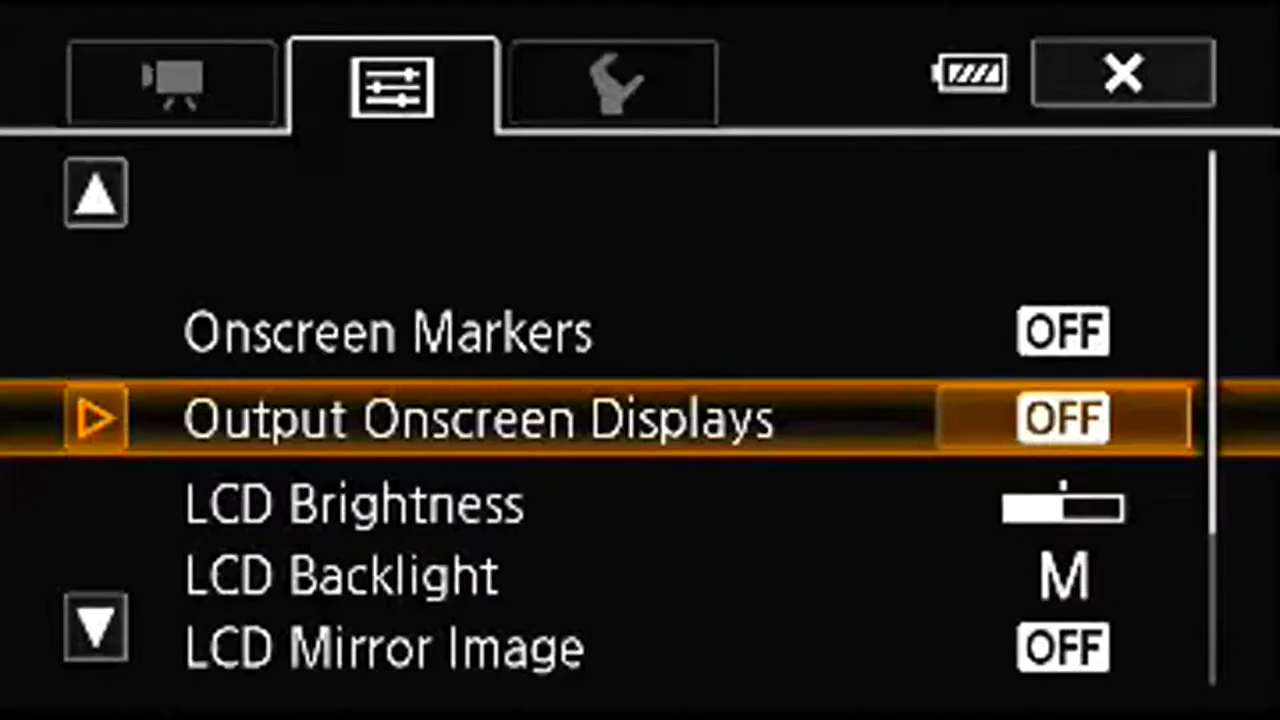 Onscreen Markers OFF
Output Onscreen Displays OFF
LCD Brightness
LCD Backlight M
LCD Mirror Image OFF